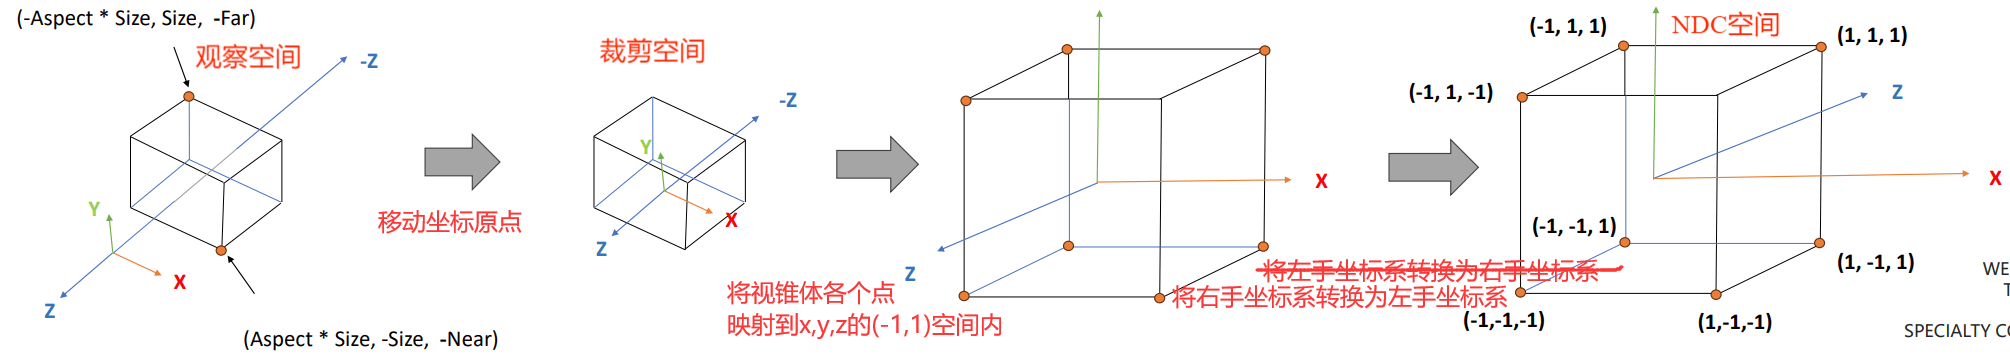 (-Aspect * Size, Size, -Far)
观察空间
-Z
Y
X
Z
(Aspect * Size, -Size, -Near)
移动坐标原点
裁剪空间
-Z
Y
X
Z
将视锥体各个点
映射到x,y,z的(-1,1)空间内
X
Z
将左手坐标系转换为右手坐标系
将右手坐标系转换为左手坐标系
NDC空间
(-1, 1, 1)
(1, 1, 1)
(-1, 1, -1)
Z
X
(-1, -1, 1)
(1, -1, 1)
(-1,-1,-1)
(1,-1,-1)
WE
T
SPECIALTY CO